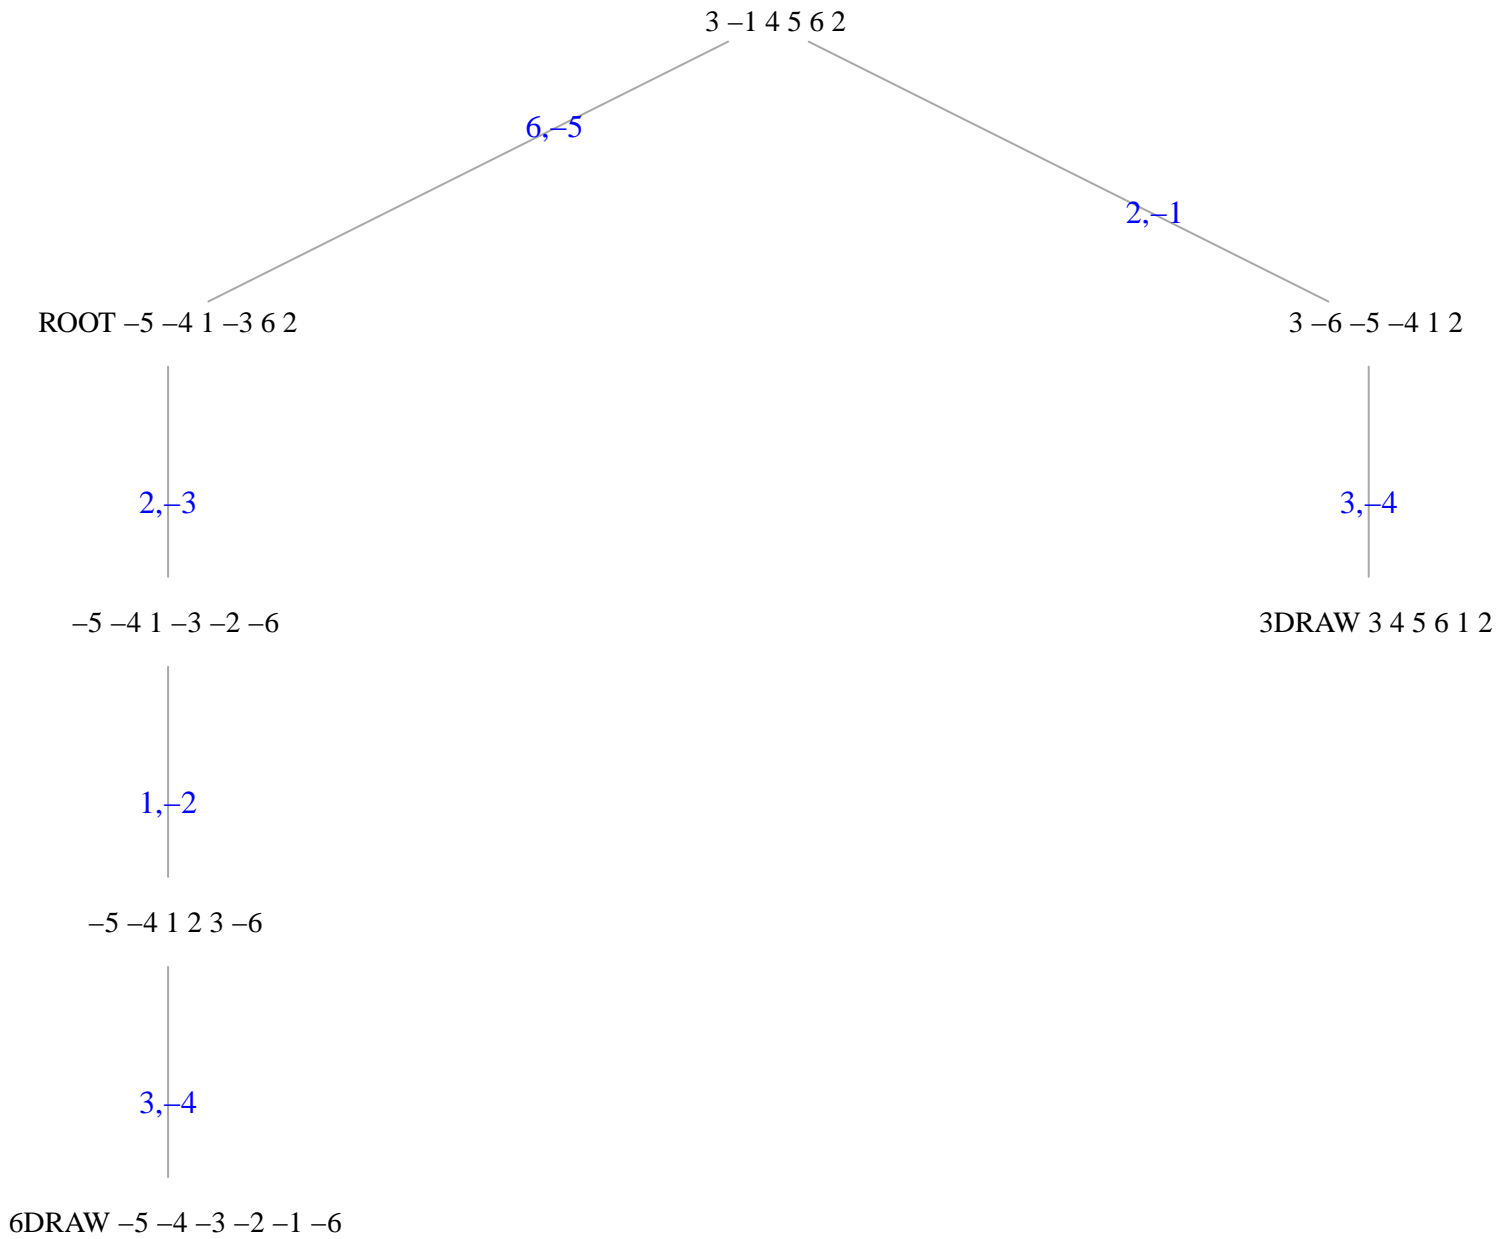 3 –1 4 5 6 2
6,–5
2,–1
ROOT –5 –4 1 –3 6 2
3 –6 –5 –4 1 2
2,–3
3,–4
–5 –4 1 –3 –2 –6
3DRAW 3 4 5 6 1 2
1,–2
–5 –4 1 2 3 –6
3,–4
6DRAW –5 –4 –3 –2 –1 –6